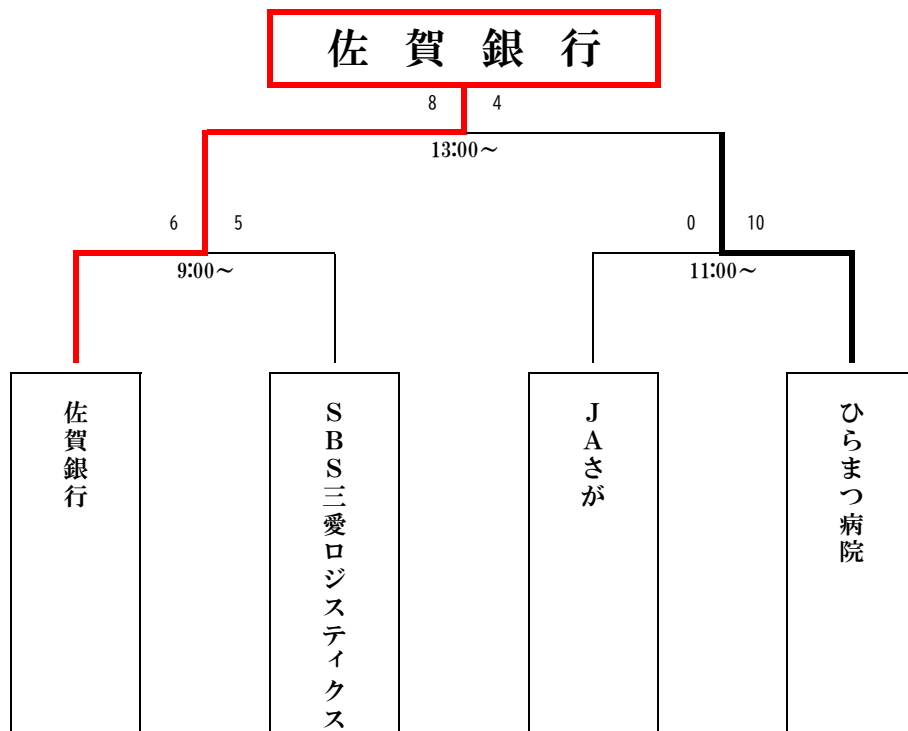 佐賀銀行
8 4
13:00～
6 5
0 10
9:00～
11:00～
佐賀銀行
SBS三愛ロジスティクス
JAさが
ひらまつ病院